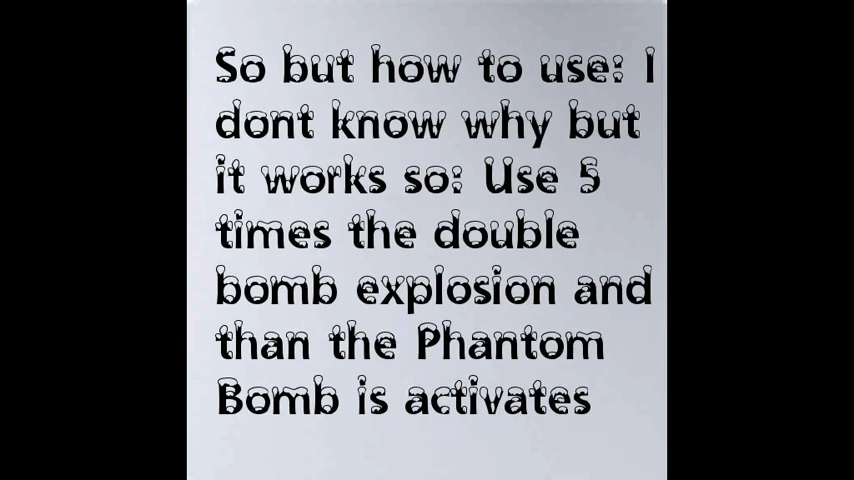 So but how to use: I
dont know why but
it works so: Use 5
times the double
bomb explosion and
than the Phantom
Bomb is activates